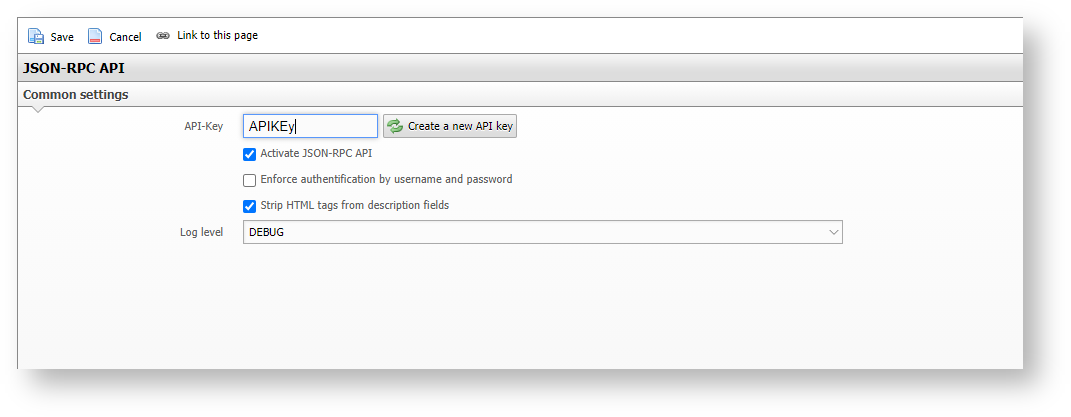 Save Cancel Link to this page
JSON-RPC API
Common settings
API-Key APIKEy Create a new API key
Activate JSON-RPC API
Enforce authentification by username and password
Strip HTML tags from description fields
Log level DEBUG